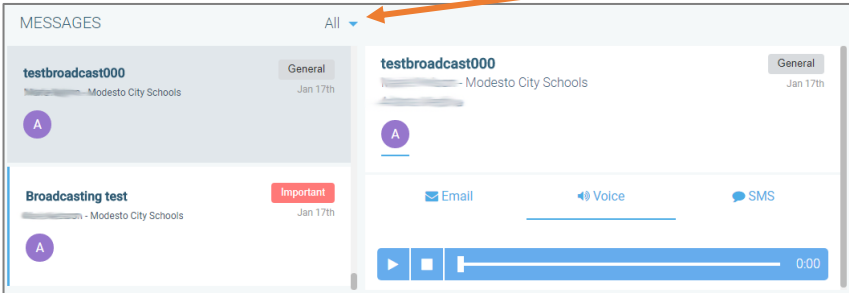 MESSAGES
All
testbroadcast000
General
- Modesto City Schools
Jan 17th
A
Broadcasting test
Important
- Modesto City Schools
Jan 17th
A
testbroadcast000
General
- Modesto City Schools
Jan 17th
A
Email
Voice
SMS
0:00